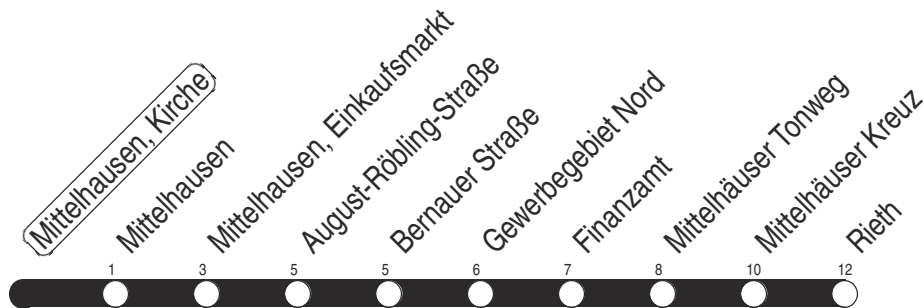 Mittelhausen, Kirche
Mittelhausen
Mittelhausen, Einkaufsmarkt
August-Röbling-Straße
Bernauer Straße
Gewerbegebiet Nord
Finanzamt
Mittelhäuser Tonweg
Mittelhäuser Kreuz
Rieth
1 3 5 5 6 7 8 10 12